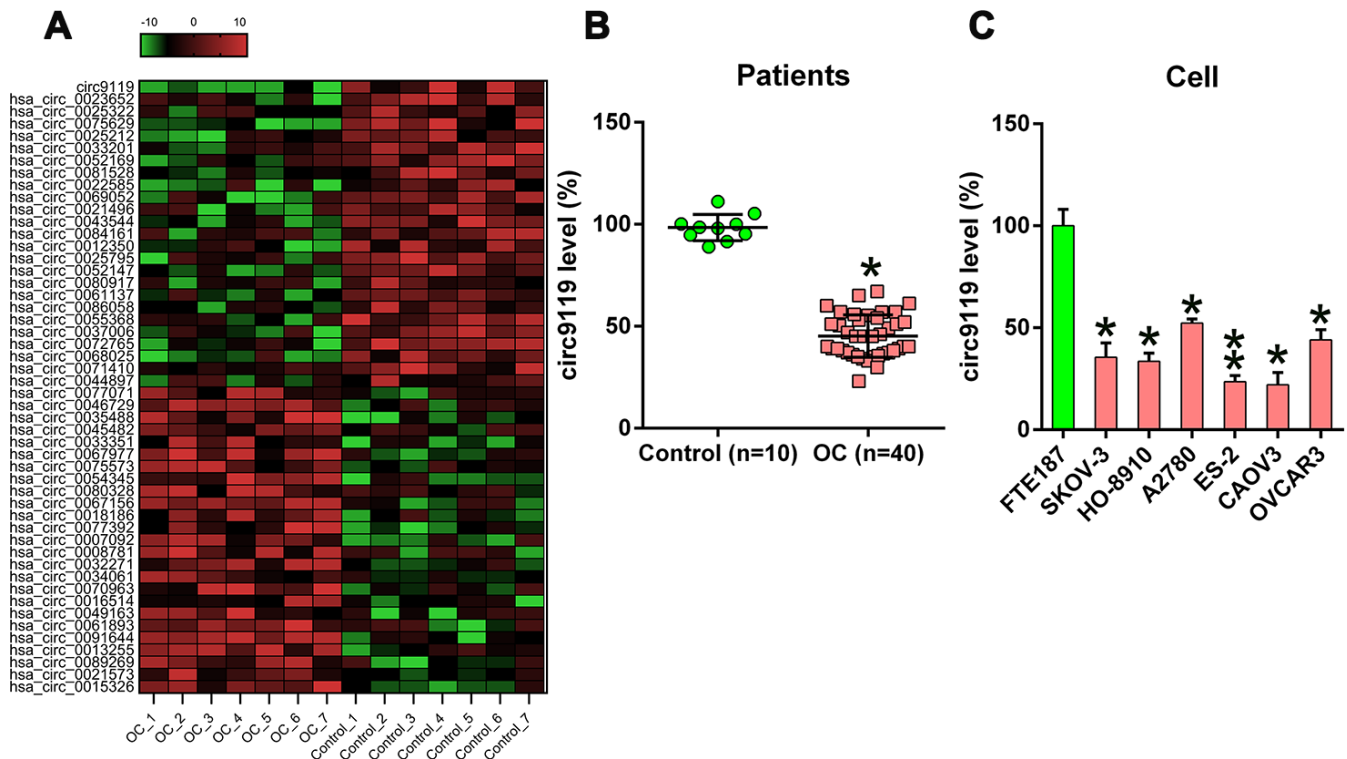 A
-10 0 10
circ9119
hsa_circ_0023652
hsa_circ_0025322
hsa_circ_0075629
hsa_circ_0025212
hsa_circ_0033201
hsa_circ_0052169
hsa_circ_0081528
hsa_circ_0022585
hsa_circ_0069052
hsa_circ_0021496
hsa_circ_0043544
hsa_circ_0084161
hsa_circ_0012350
hsa_circ_0025795
hsa_circ_0052147
hsa_circ_0080917
hsa_circ_0061137
hsa_circ_0086058
hsa_circ_0055368
hsa_circ_0037006
hsa_circ_0072765
hsa_circ_0068025
hsa_circ_0071410
hsa_circ_0044897
hsa_circ_0077071
hsa_circ_0046729
hsa_circ_0035488
hsa_circ_0045482
hsa_circ_0033351
hsa_circ_0067977
hsa_circ_0075573
hsa_circ_0054345
hsa_circ_0080328
hsa_circ_0067156
hsa_circ_0018186
hsa_circ_0077392
hsa_circ_0007092
hsa_circ_0008781
hsa_circ_0032271
hsa_circ_0034061
hsa_circ_0070963
hsa_circ_0016514
hsa_circ_0049163
hsa_circ_0061893
hsa_circ_0091644
hsa_circ_0013255
hsa_circ_0089269
hsa_circ_0021573
hsa_circ_0015326
OC_1
OC_2
OC_3
OC_4
OC_5
OC_6
OC_7
Control_1
Control_2
Control_3
Control_4
Control_5
Control_6
Control_7
B
Patients
circ9119 level (%)
150
100
50
0
*
Control (n=10) OC (n=40)
C
Cell
circ9119 level (%)
150
100
50
0
*
*
*
**
*
*
FTE187
SKOV-3
HO-8910
A2780
ES-2
CAOV3
OVCAR3